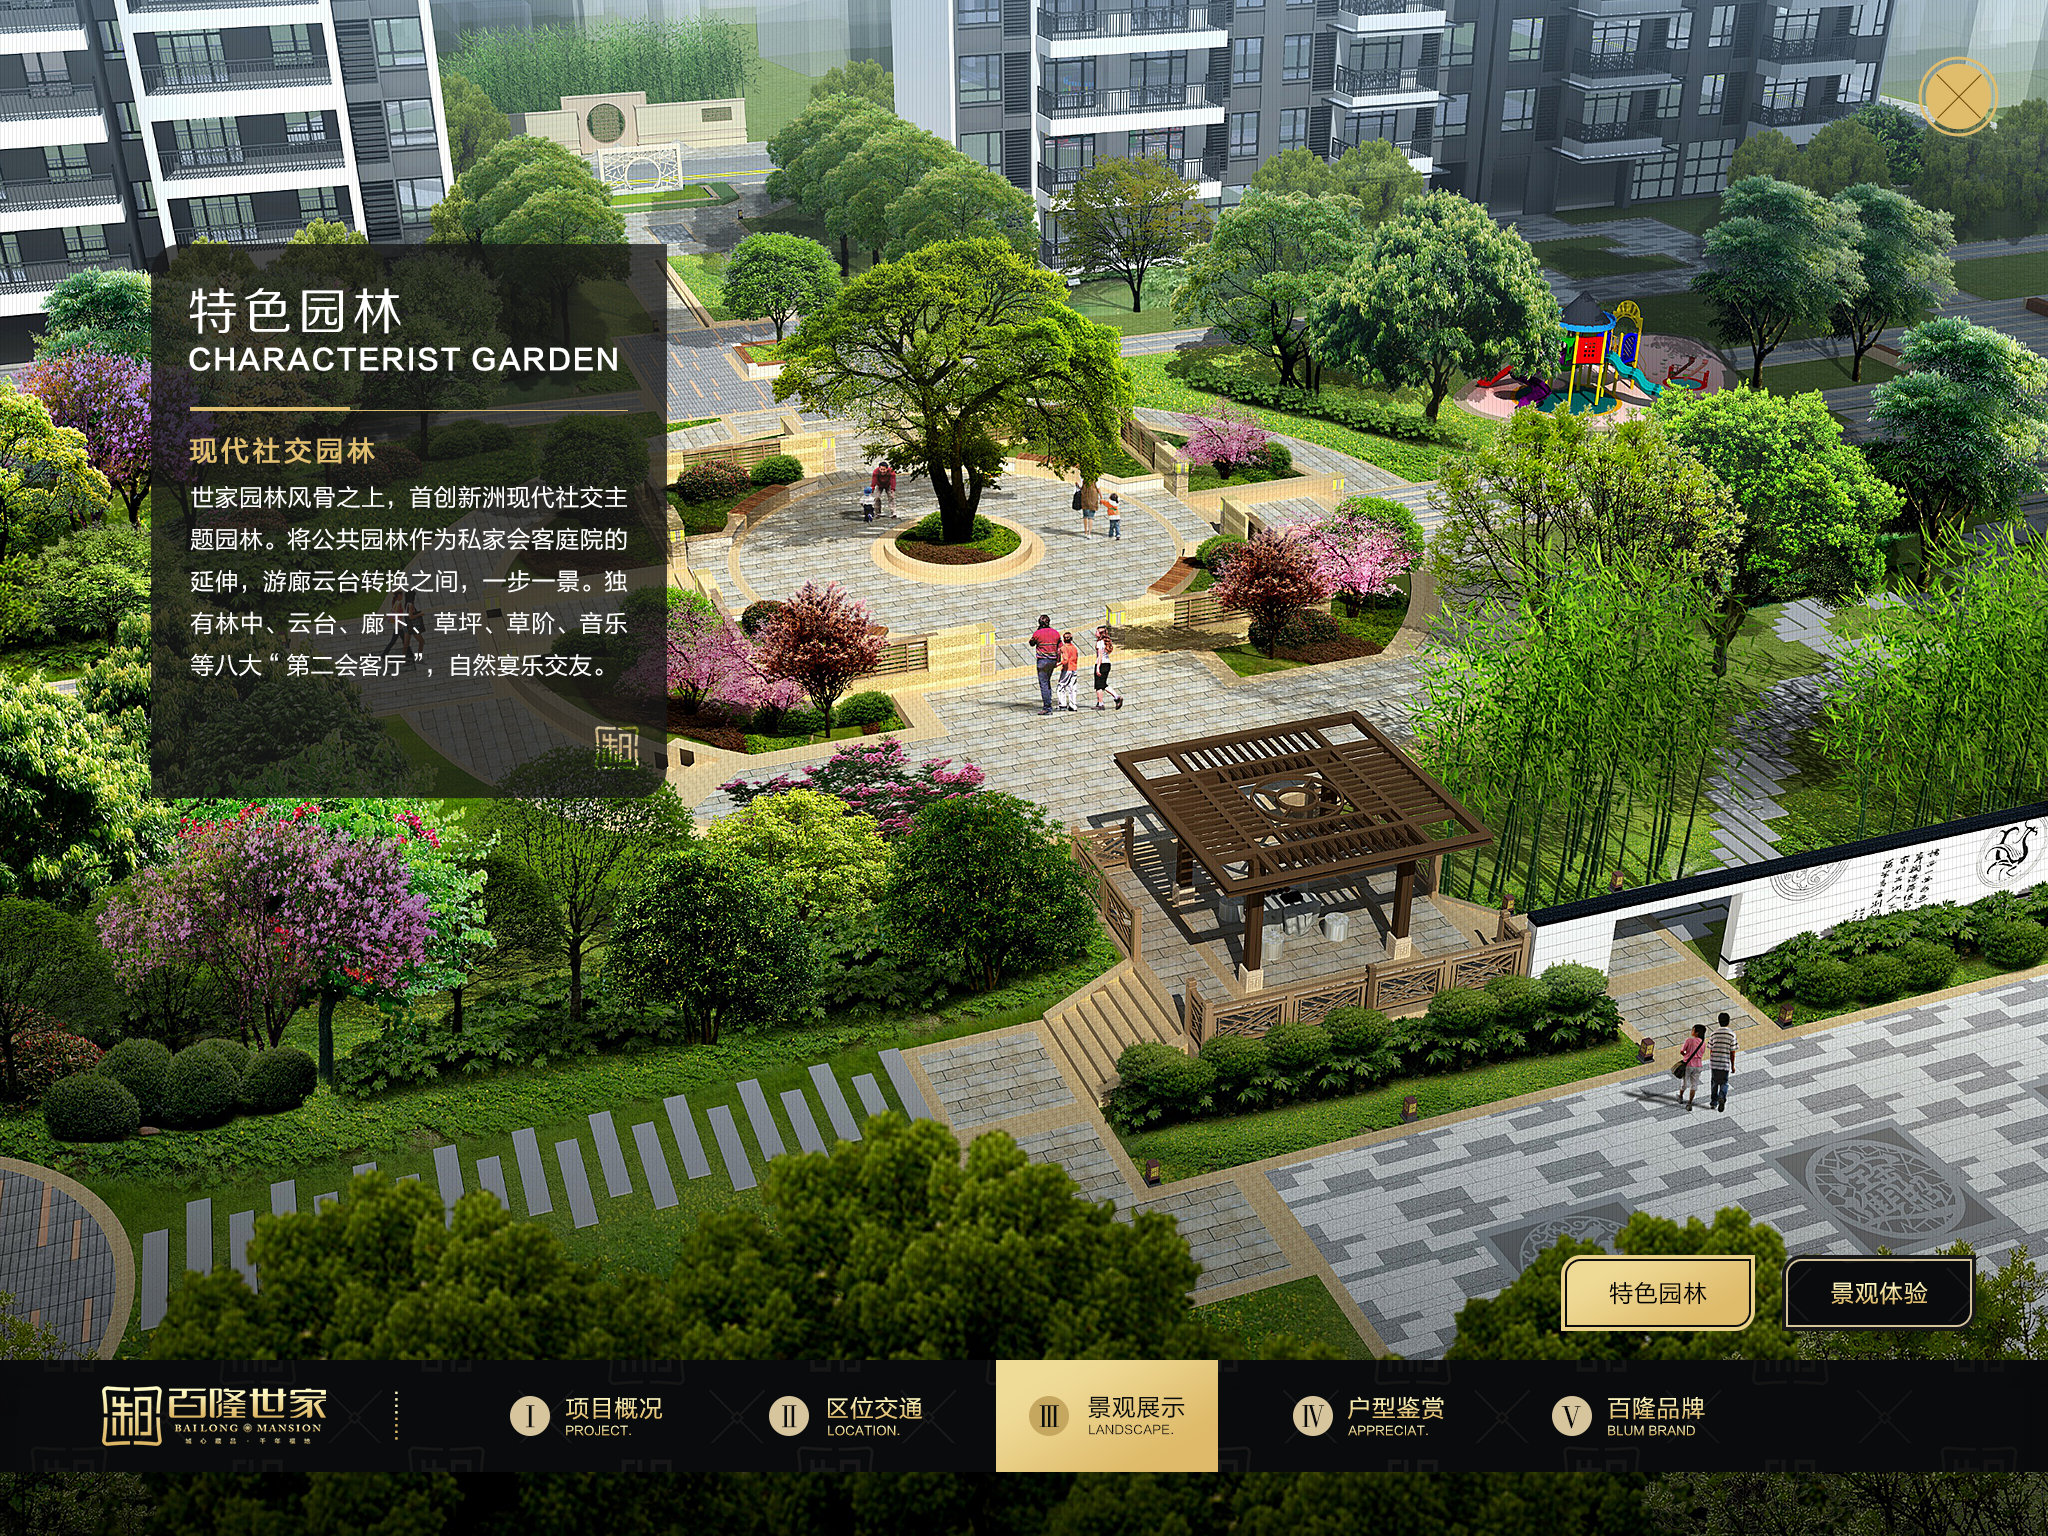 特色园林
CHARACTERIST GARDEN
现代社交园林
世家园林风骨之上，首创新洲现代社交主
题园林。将公共园林作为私家会客庭院的
延伸，游廊云台转换之间，一步一景。独
有林中、云台、廊下、草坪、草阶、音乐
等八大“第二会客厅”，自然宴乐交友。
特色园林
景观体验
百隆世家
BAILONG MANSION
I 项目概况
PROJECT.
II 区位交通
LOCATION.
III 景观展示
LANDSCAPE.
IV 户型鉴赏
APPRECIAT.
V 百隆品牌
BLUM BRAND